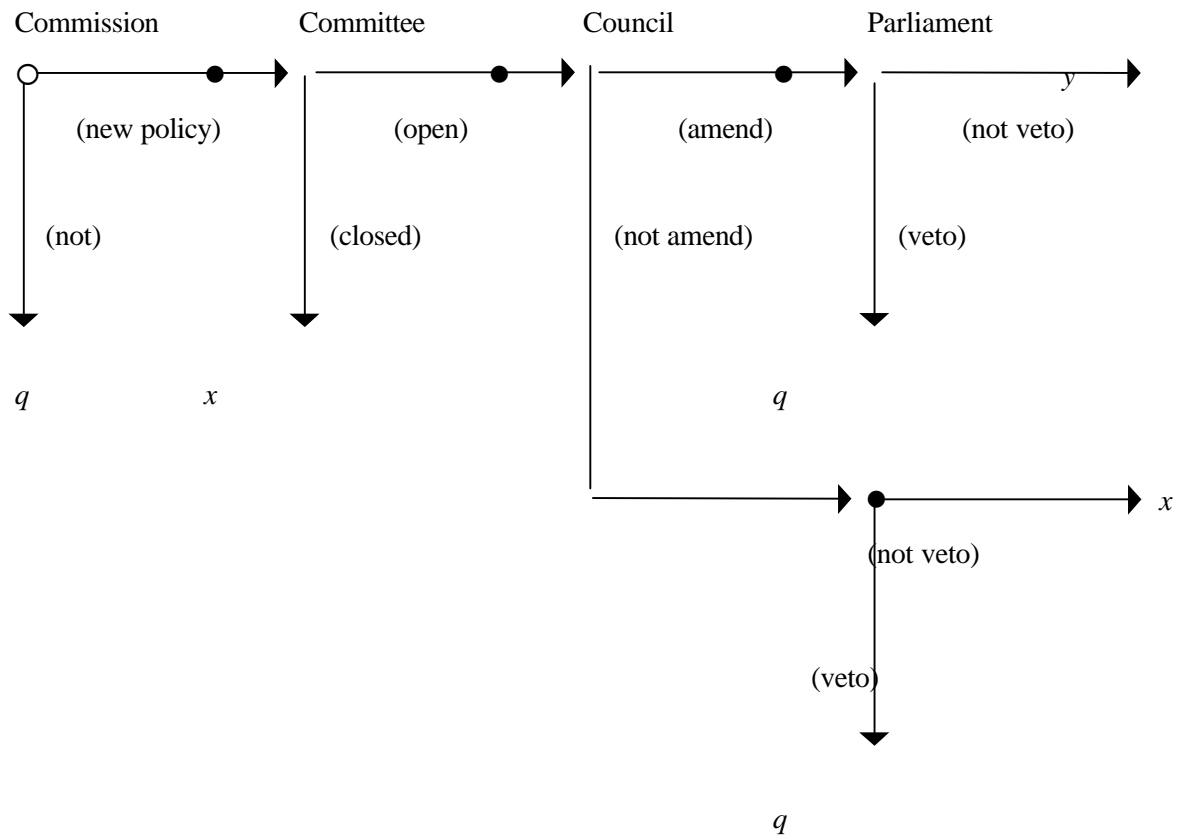 Commission Committee Council Parliament
y
(new policy) (open) (amend) (not veto)
(not) (closed) (not amend) (veto)
q x q
x
(not veto)
(veto)
q